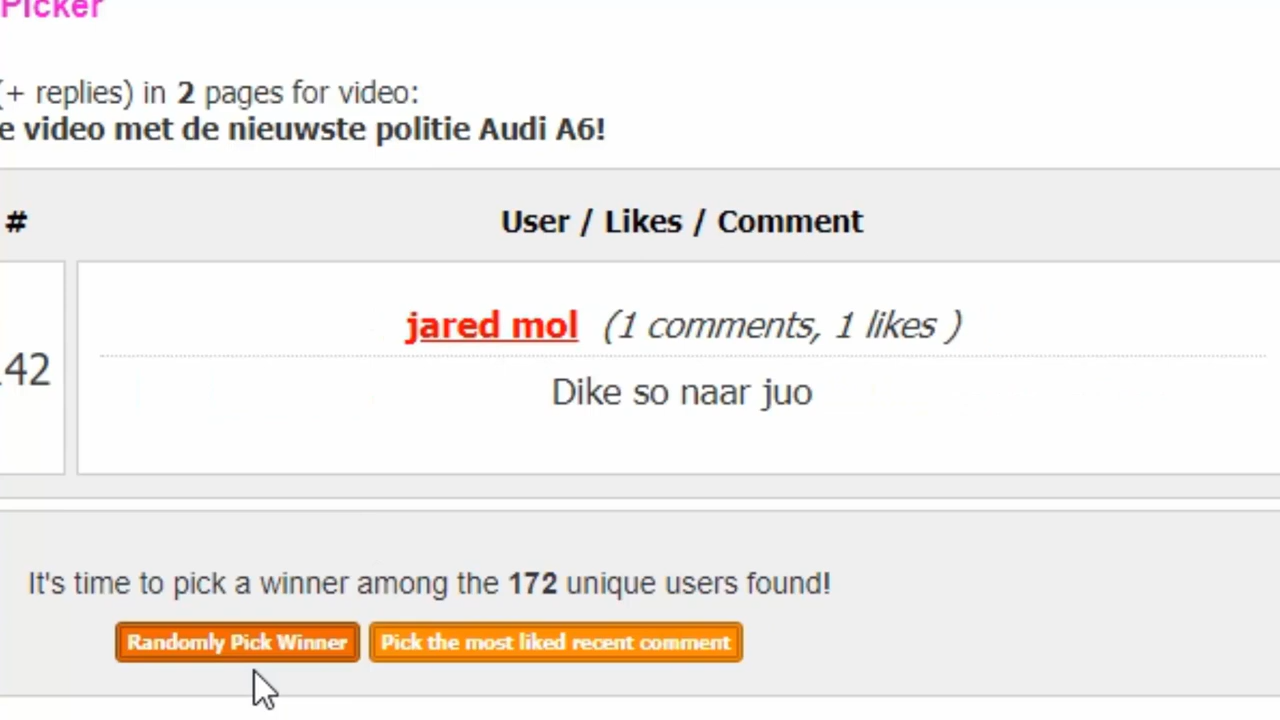 Picker
(+ replies) in 2 pages for video:
e video met de nieuwste politie Audi A6!
# User / Likes / Comment
42 jared mol (1 comments, 1 likes )
Dike so naar juo
It's time to pick a winner among the 172 unique users found!
Randomly Pick Winner Pick the most liked recent comment